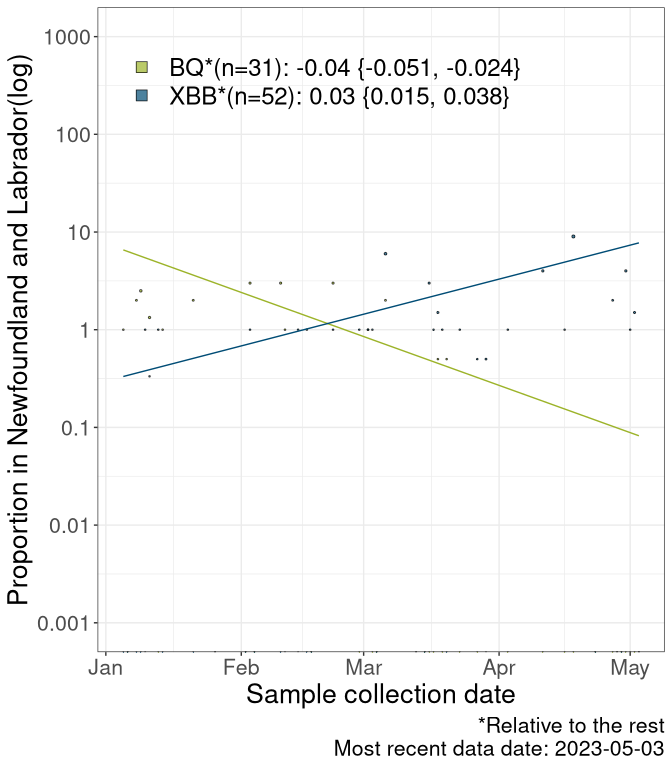 Proportion in Newfoundland and Labrador(log)
1000
100
10
1
0.1
0.01
0.001
BQ*(n=31): -0.04 {-0.051, -0.024}
XBB*(n=52): 0.03 {0.015, 0.038}
Jan Feb Mar Apr May
Sample collection date
*Relative to the rest
Most recent data date: 2023-05-03